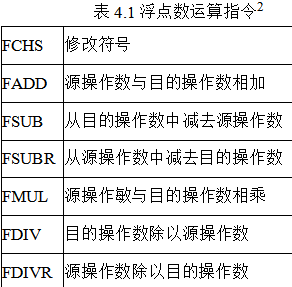 表 4.1 浮点数运算指令2
FCHS 修改符号
FADD 源操作数与目的操作数相加
FSUB 从目的操作数中减去源操作数
FSUBR 从源操作数中减去目的操作数
FMUL 源操作敏与目的操作数相乘
FDIV 目的操作数除以源操作数
FDIVR 源操作数除以目的操作数